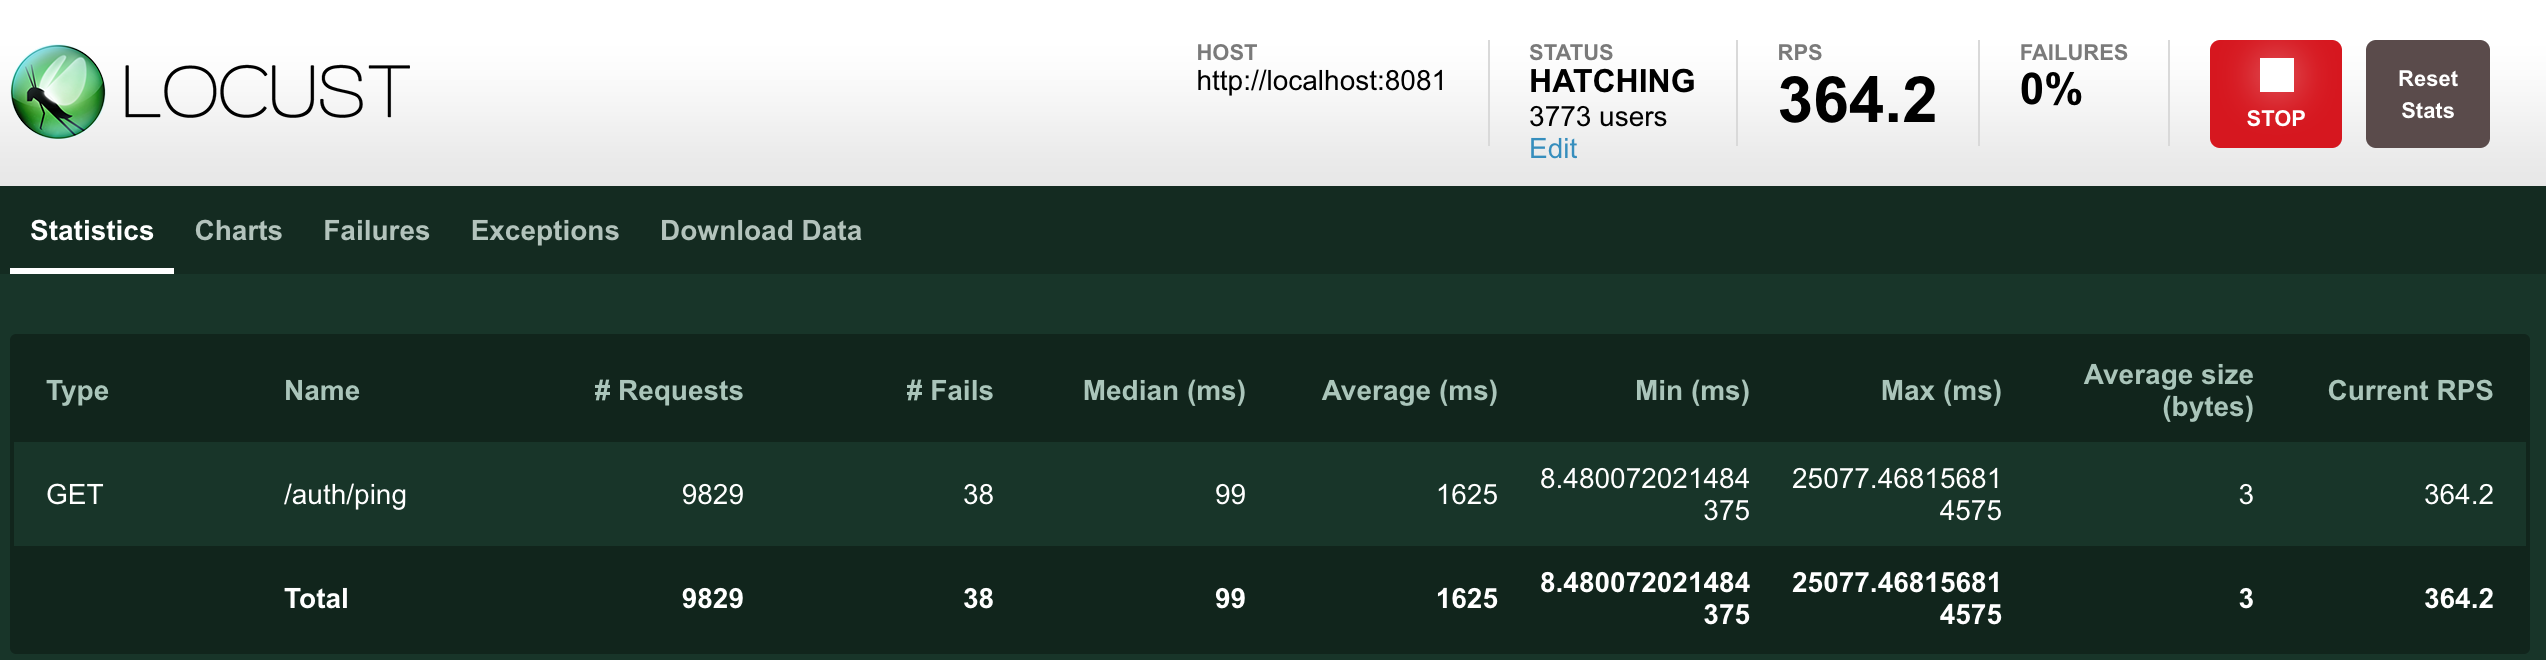 LOCUST
HOST
http://localhost:8081
STATUS
HATCHING
3773 users
Edit
RPS
364.2
FAILURES
0%
STOP
Reset
Stats
Statistics Charts Failures Exceptions Download Data
Type Name # Requests # Fails Median (ms) Average (ms) Min (ms) Max (ms) Average size (bytes) Current RPS
GET /auth/ping 9829 38 99 1625 8.480072021484375 25077.468156814575 3 364.2
Total 9829 38 99 1625 8.480072021484375 25077.468156814575 3 364.2